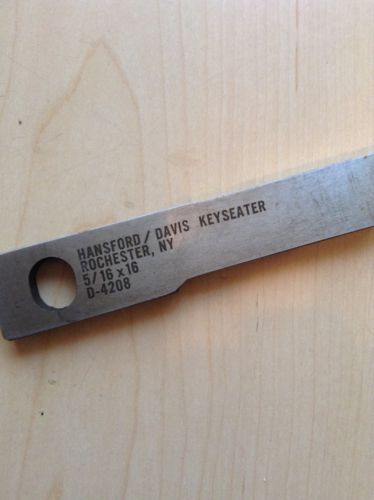 HANSFORD/DAVIS KEYSEATER
ROCHESTER, NY
5/16 x 16
D-4208